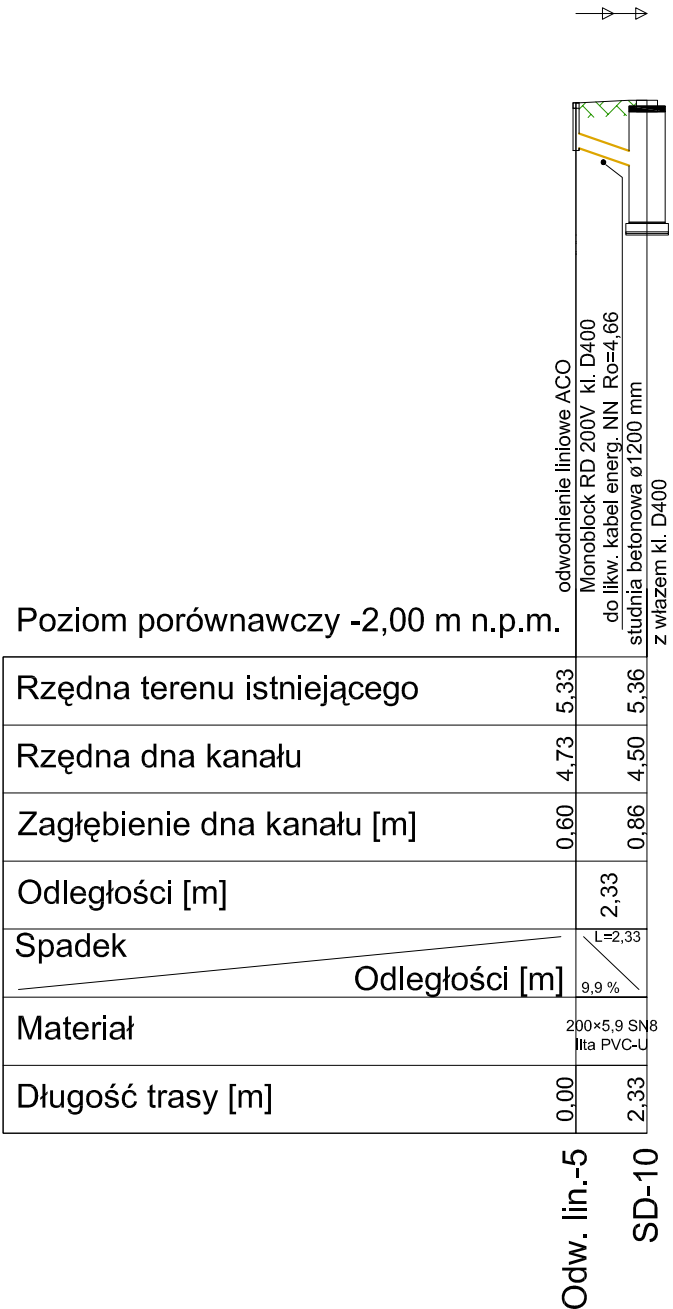 odwodnienie liniowe ACO
Monoblock RD 200V kl. D400
do likw. kabel energ. NN Ro=4,66
studnia betonowa ø1200 mm
z włazem kl. D400
Poziom porównawczy -2,00 m n.p.m.
Rzędna terenu istniejącego 5,33 5,36
Rzędna dna kanału 4,73 4,50
Zagłębienie dna kanału [m] 0,60 0,86
Odległości [m] 2,33
Spadek L=2,33
Odległości [m] 9,9 %
Materiał 200×5,9 SN8
lita PVC-U
Długość trasy [m] 0,00 2,33
Odw. lin.-5 SD-10